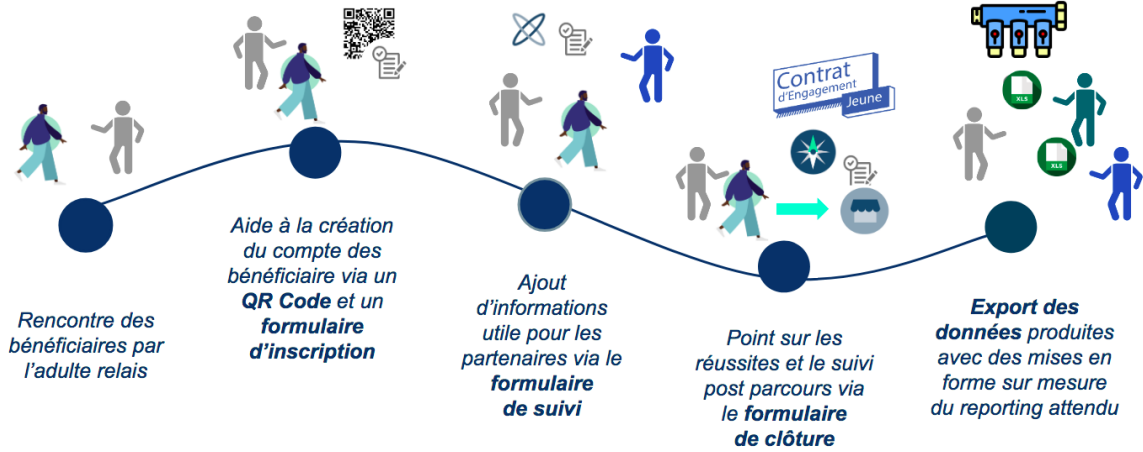 Contrat
d'Engagement
Jeune
XLS
XLS
Rencontre des
bénéficiaires par
l'adulte relais
Aide à la création
du compte des
bénéficiaire via un
QR Code et un
formulaire
d'inscription
Ajout
d'informations
utile pour les
partenaires via le
formulaire
de suivi
Point sur les
réussites et le suivi
post parcours via
le formulaire
de clôture
Export des
données produites
avec des mises en
forme sur mesure
du reporting attendu